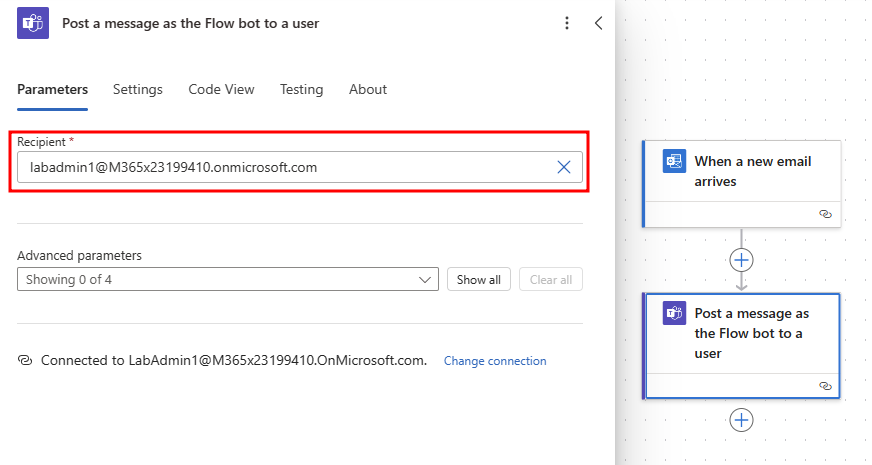 Post a message as the Flow bot to a user
Parameters
Settings
Code View
Testing
About
Recipient *
labadmin1@M365x23199410.onmicrosoft.com
Advanced parameters
Showing 0 of 4
Show all
Clear all
Connected to LabAdmin1@M365x23199410.OnMicrosoft.com.
Change connection
When a new email
arrives
Post a message as
the Flow bot to a
user